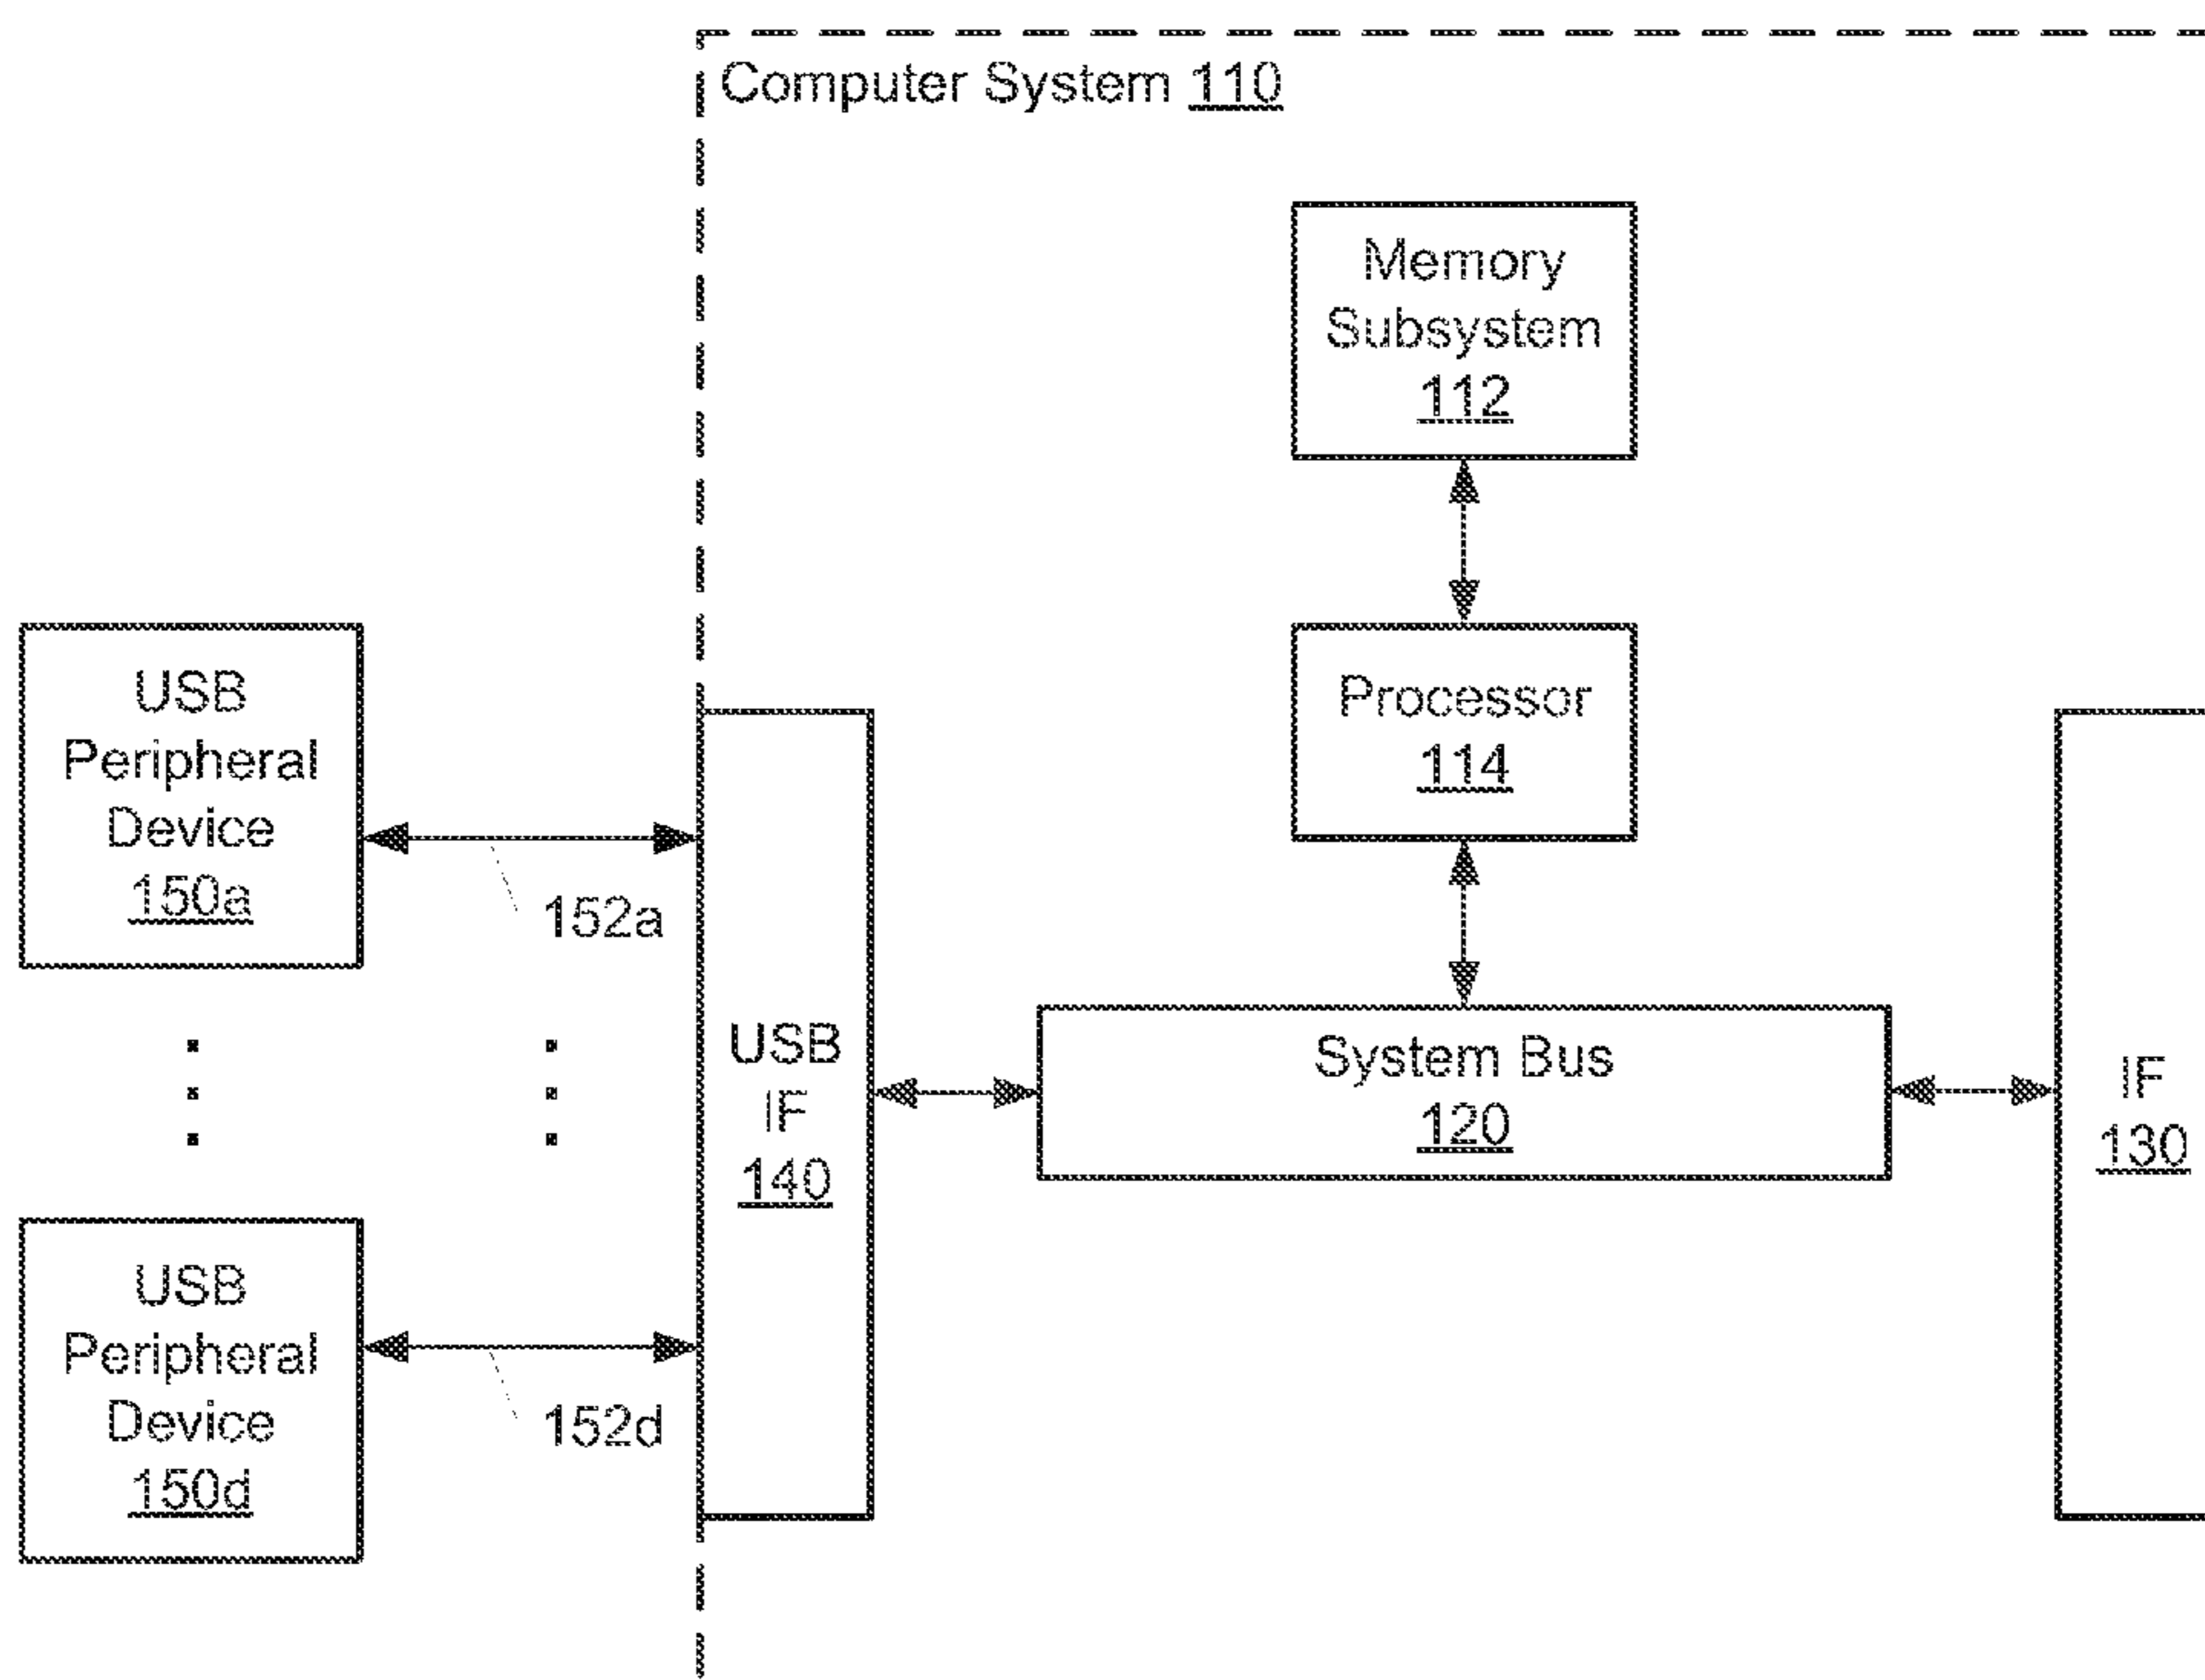 Computer System 110
Memory
Subsystem
112
Processor
114
USB
Peripheral
Device
150a
152a
USB
IF
140
System Bus
120
IF
130
USB
Peripheral
Device
150d
152d